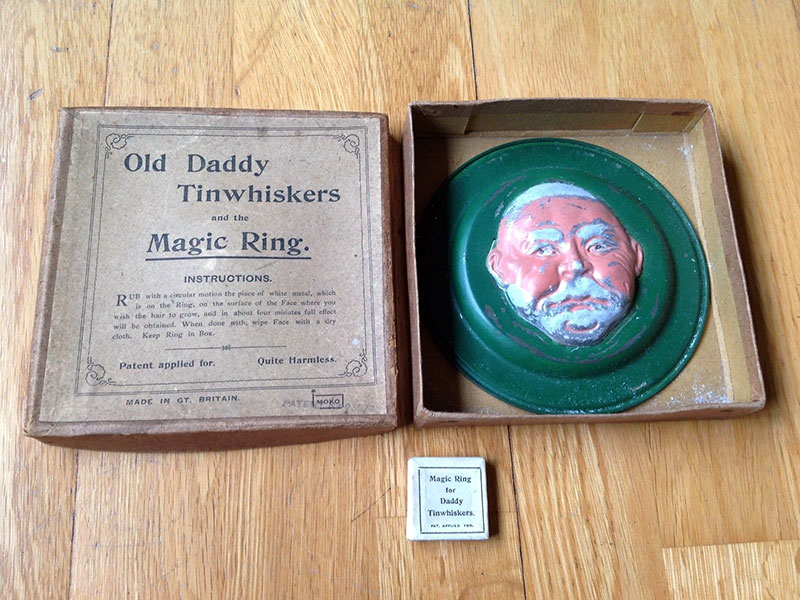 Old Daddy
Tinwhiskers
and the
Magic Ring.
INSTRUCTIONS.
RUB with a circular motion the piece of white metal, which
is on the Ring, on the surface of the Face where you
wish the hair to grow, and in about four minutes full effect
will be obtained. When done with, wipe Face with a dry
cloth. Keep Ring in Box.
Patent applied for. Quite Harmless.
MADE IN GT. BRITAIN.
MOKO
Magic Ring
for
Daddy
Tinwhiskers.
PAT. APPLIED FOR.